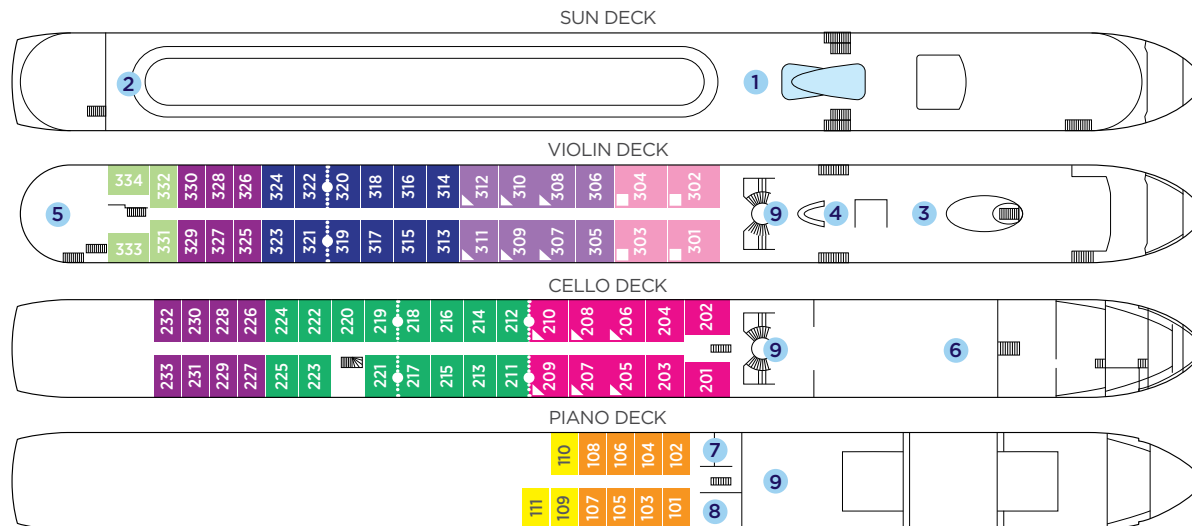 SUN DECK
2
1
VIOLIN DECK
334 332 330 328 326 324 322 320 318 316 314 312 310 308 306 304 302
5 9 4 3
333 331 329 327 325 323 321 319 317 315 313 311 309 307 305 303 301
CELLO DECK
232 230 228 226 224 222 220 219 218 216 214 212 210 208 206 204 202
9 6
233 231 229 227 225 223 221 217 215 213 211 209 207 205 203 201
PIANO DECK
110 108 106 104 102 7
9
111 109 107 105 103 101 8